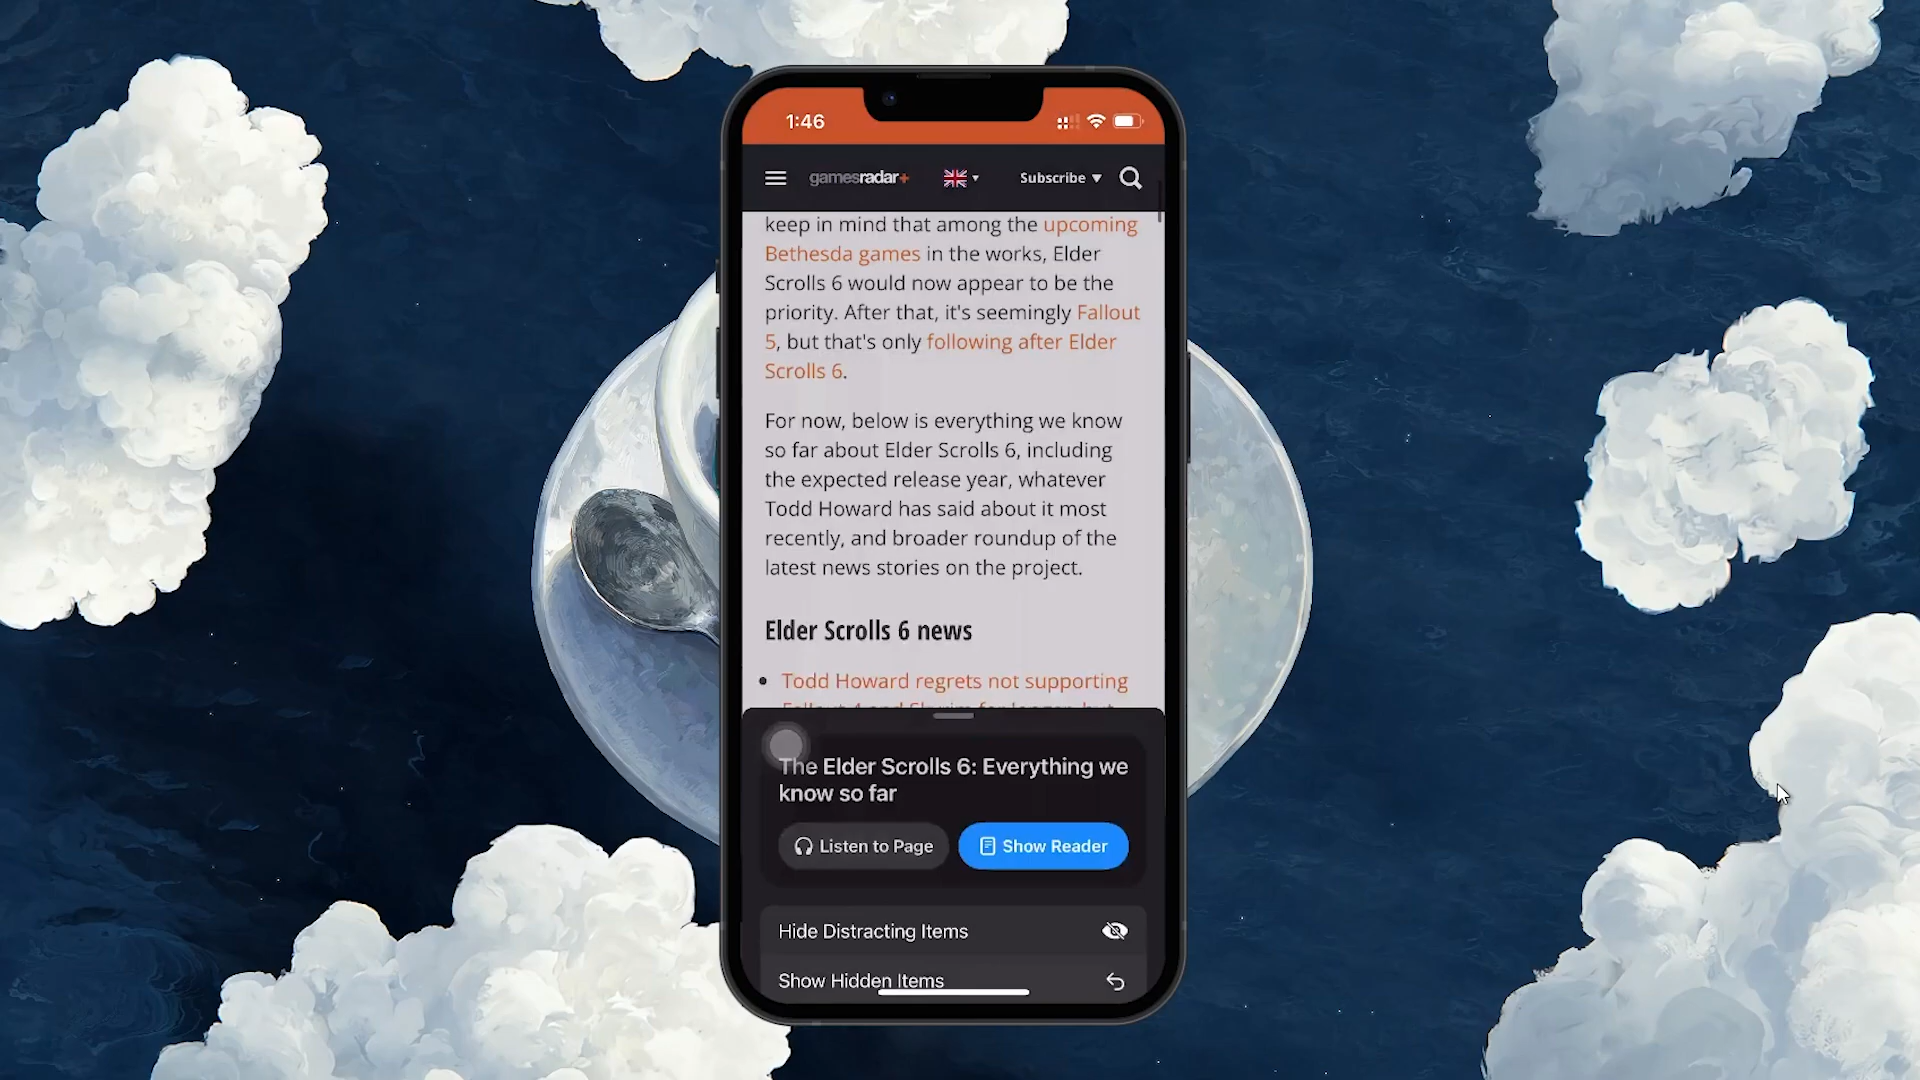 1:46
gamesradar+
Subscribe
keep in mind that among the upcoming
Bethesda games in the works, Elder
Scrolls 6 would now appear to be the
priority. After that, it's seemingly Fallout
5, but that's only following after Elder
Scrolls 6.
For now, below is everything we know
so far about Elder Scrolls 6, including
the expected release year, whatever
Todd Howard has said about it most
recently, and broader roundup of the
latest news stories on the project.
Elder Scrolls 6 news
• Todd Howard regrets not supporting
The Elder Scrolls 6: Everything we
know so far
Listen to Page
Show Reader
Hide Distracting Items
Show Hidden Items